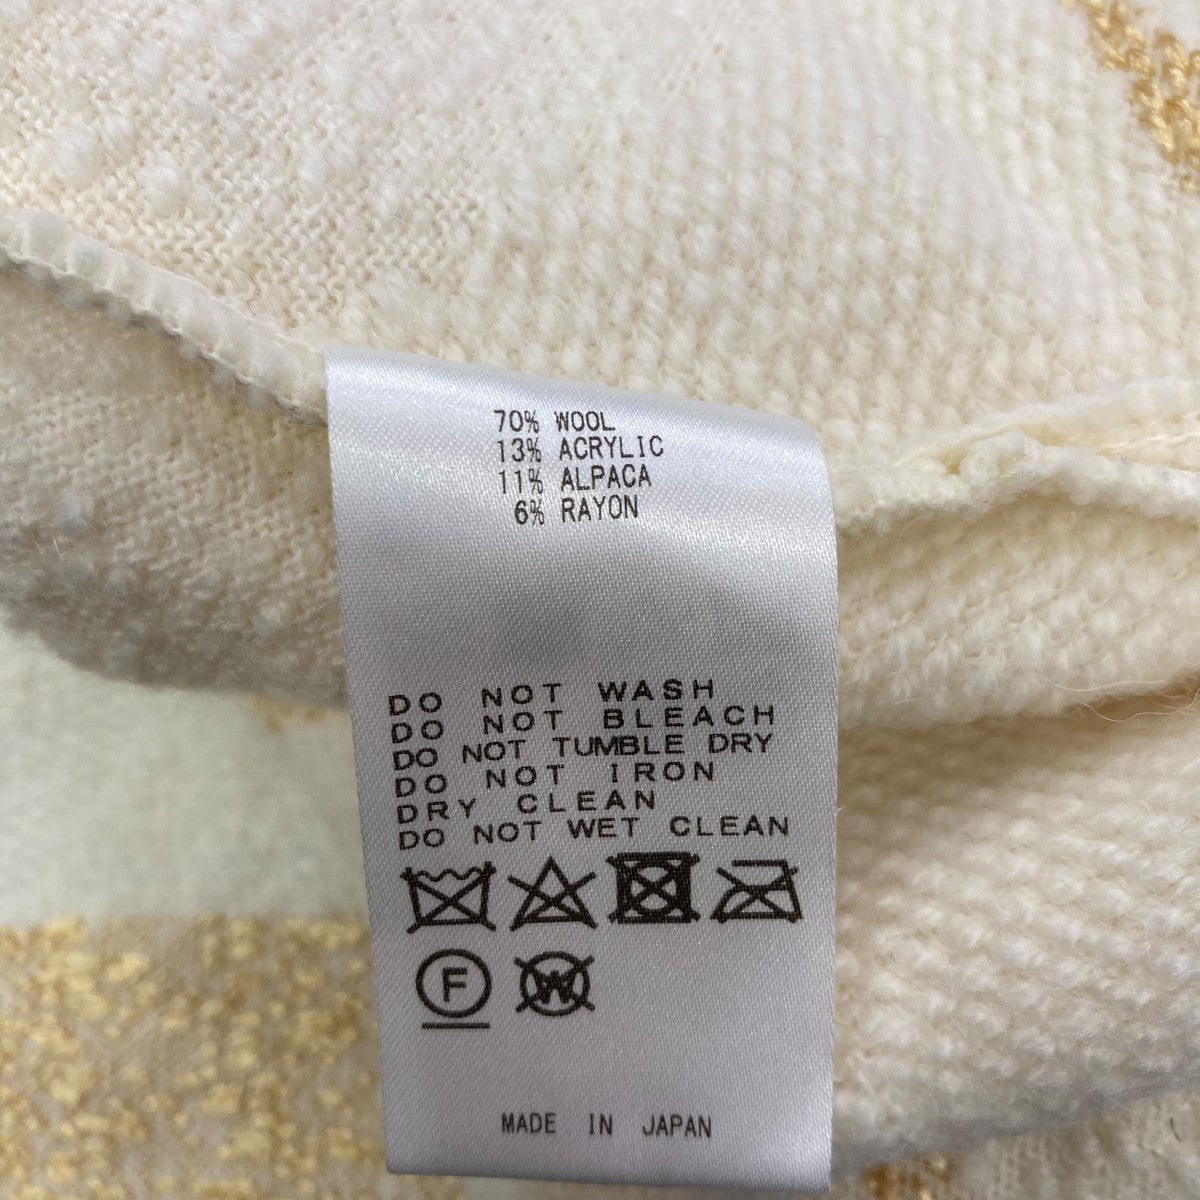 70% WOOL
13% ACRYLIC
11% ALPACA
6% RAYON
DO NOT WASH
DO NOT BLEACH
DO NOT TUMBLE DRY
DO NOT IRON
DRY CLEAN
DO NOT WET CLEAN
F W
MADE IN JAPAN